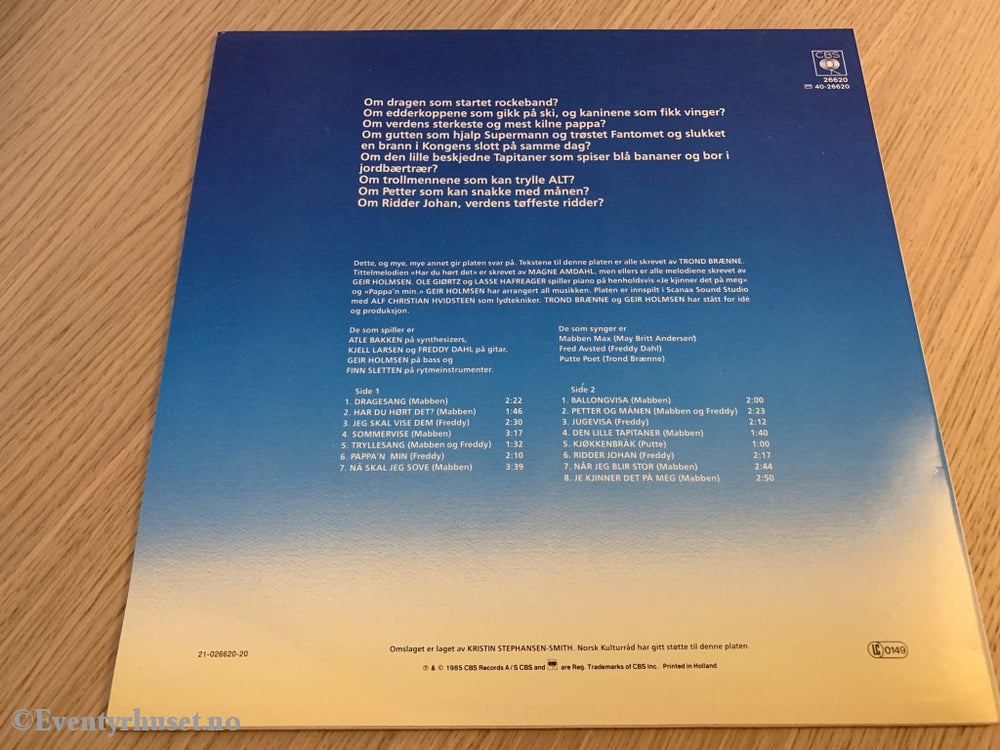 CBS
26620
40-26620
Om dragen som startet rockeband?
Om edderkoppene som gikk på ski, og kaninene som fikk vinger?
Om verdens sterkeste og mest kilne pappa?
Om gutten som hjalp Supermann og trøstet Fantomet og slukket
en brann i Kongens slott på samme dag?
Om den lille beskjedne Tapitaner som spiser blå bananer og bor i
jordbærtrær?
Om trollmennene som kan trylle ALT?
Om Petter som kan snakke med månen?
Om Ridder Johan, verdens tøffeste ridder?
Dette, og mye, mye annet gir platen svar på. Tekstene til denne platen er alle skrevet av TROND BRÆNNE.
Tittelmelodien «Har du hørt det» er skrevet av MAGNE AMDAHL, men ellers er alle melodiene skrevet av
GEIR HOLMSEN. OLE GJØRTZ og LASSE HAFREAGER spiller piano på henholdsvis «Je kjinner det på meg»
og «Pappa'n min.» GEIR HOLMSEN har arrangert all musikken. Platen er innspilt i Scanax Sound Studio
med ALF CHRISTIAN HVIDSTEEN som lydtekniker. TROND BRÆNNE og GEIR HOLMSEN har stått for idé
og produksjon.
De som spiller er
ATLE BAKKEN på synthesizers,
KJELL LARSEN og FREDDY DAHL på gitar,
GEIR HOLMSEN på bass og
FINN SLETTEN på rytmeinstrumenter.
De som synger er
Mabben Max (May Britt Andersen)
Fred Avsted (Freddy Dahl)
Putte Poet (Trond Brænne)
Side 1
1. DRAGESANG (Mabben) 2:22
2. HAR DU HØRT DET? (Mabben) 1:46
3. JEG SKAL VISE DEM (Freddy) 2:30
4. SOMMERVISE (Mabben) 3:17
5. TRYLLESANG (Mabben og Freddy) 1:32
6. PAPPA'N MIN (Freddy) 2:10
7. NÅ SKAL JEG SOVE (Mabben) 3:39
Side 2
1. BALLONGVISA (Mabben) 2:00
2. PETTER OG MÅNEN (Mabben og Freddy) 2:23
3. JUGEVISA (Freddy) 2:12
4. DEN LILLE TAPITANER (Mabben) 1:40
5. KJØKKENBRÅK (Putte) 1:00
6. RIDDER JOHAN (Freddy) 2:17
7. NÅR JEG BLIR STOR (Mabben) 2:44
8. JE KJINNER DET PÅ MEG (Mabben) 2:50
21-026620-20
Omslaget er laget av KRISTIN STEPHANSEN-SMITH. Norsk Kulturråd har gitt støtte til denne platen.
LC 0149
℗ & © 1985 CBS Records A/S CBS and are Reg. Trademarks of CBS Inc. Printed in Holland
©Eventyrhuset.no